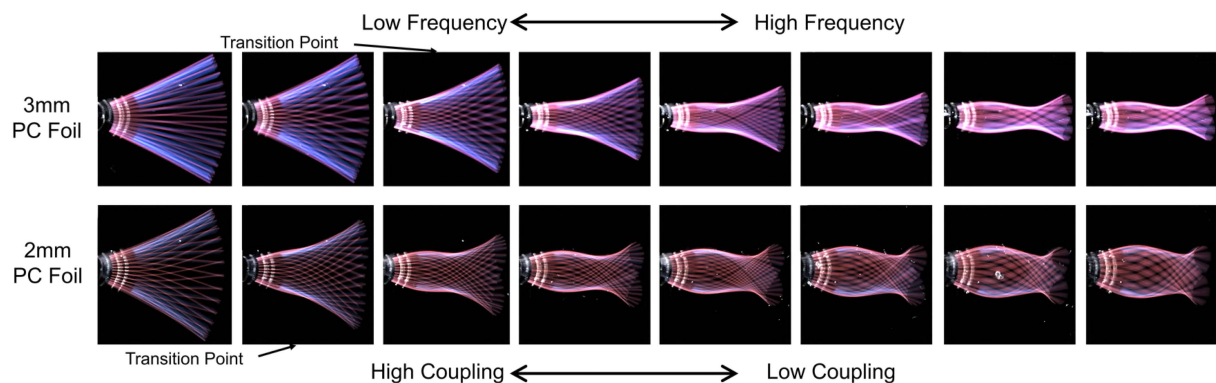 Low Frequency High Frequency
Transition Point
3mm
PC Foil
2mm
PC Foil
Transition Point
High Coupling Low Coupling